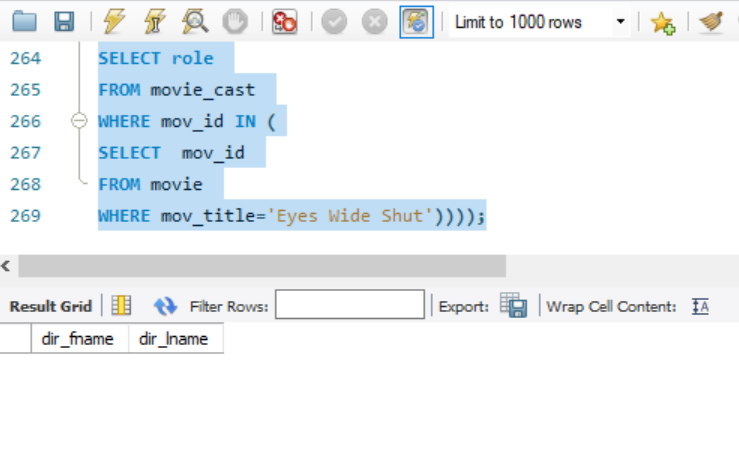 Limit to 1000 rows
264 SELECT role
265 FROM movie_cast
266 WHERE mov_id IN (
267 SELECT  mov_id
268 FROM movie
269 WHERE mov_title='Eyes Wide Shut'))));
Result Grid Filter Rows: Export: Wrap Cell Content: IA
dir_fname dir_lname